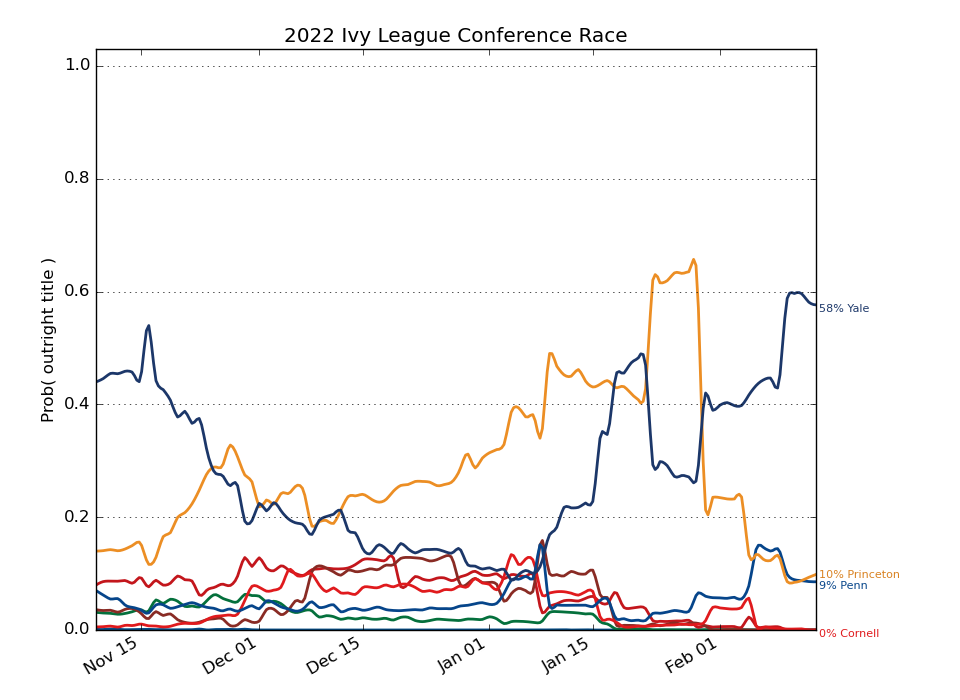 2022 Ivy League Conference Race
Prob( outright title )
1.0
0.8
0.6
0.4
0.2
0.0
Nov 15
Dec 01
Dec 15
Jan 01
Jan 15
Feb 01
58% Yale
10% Princeton
9% Penn
0% Cornell